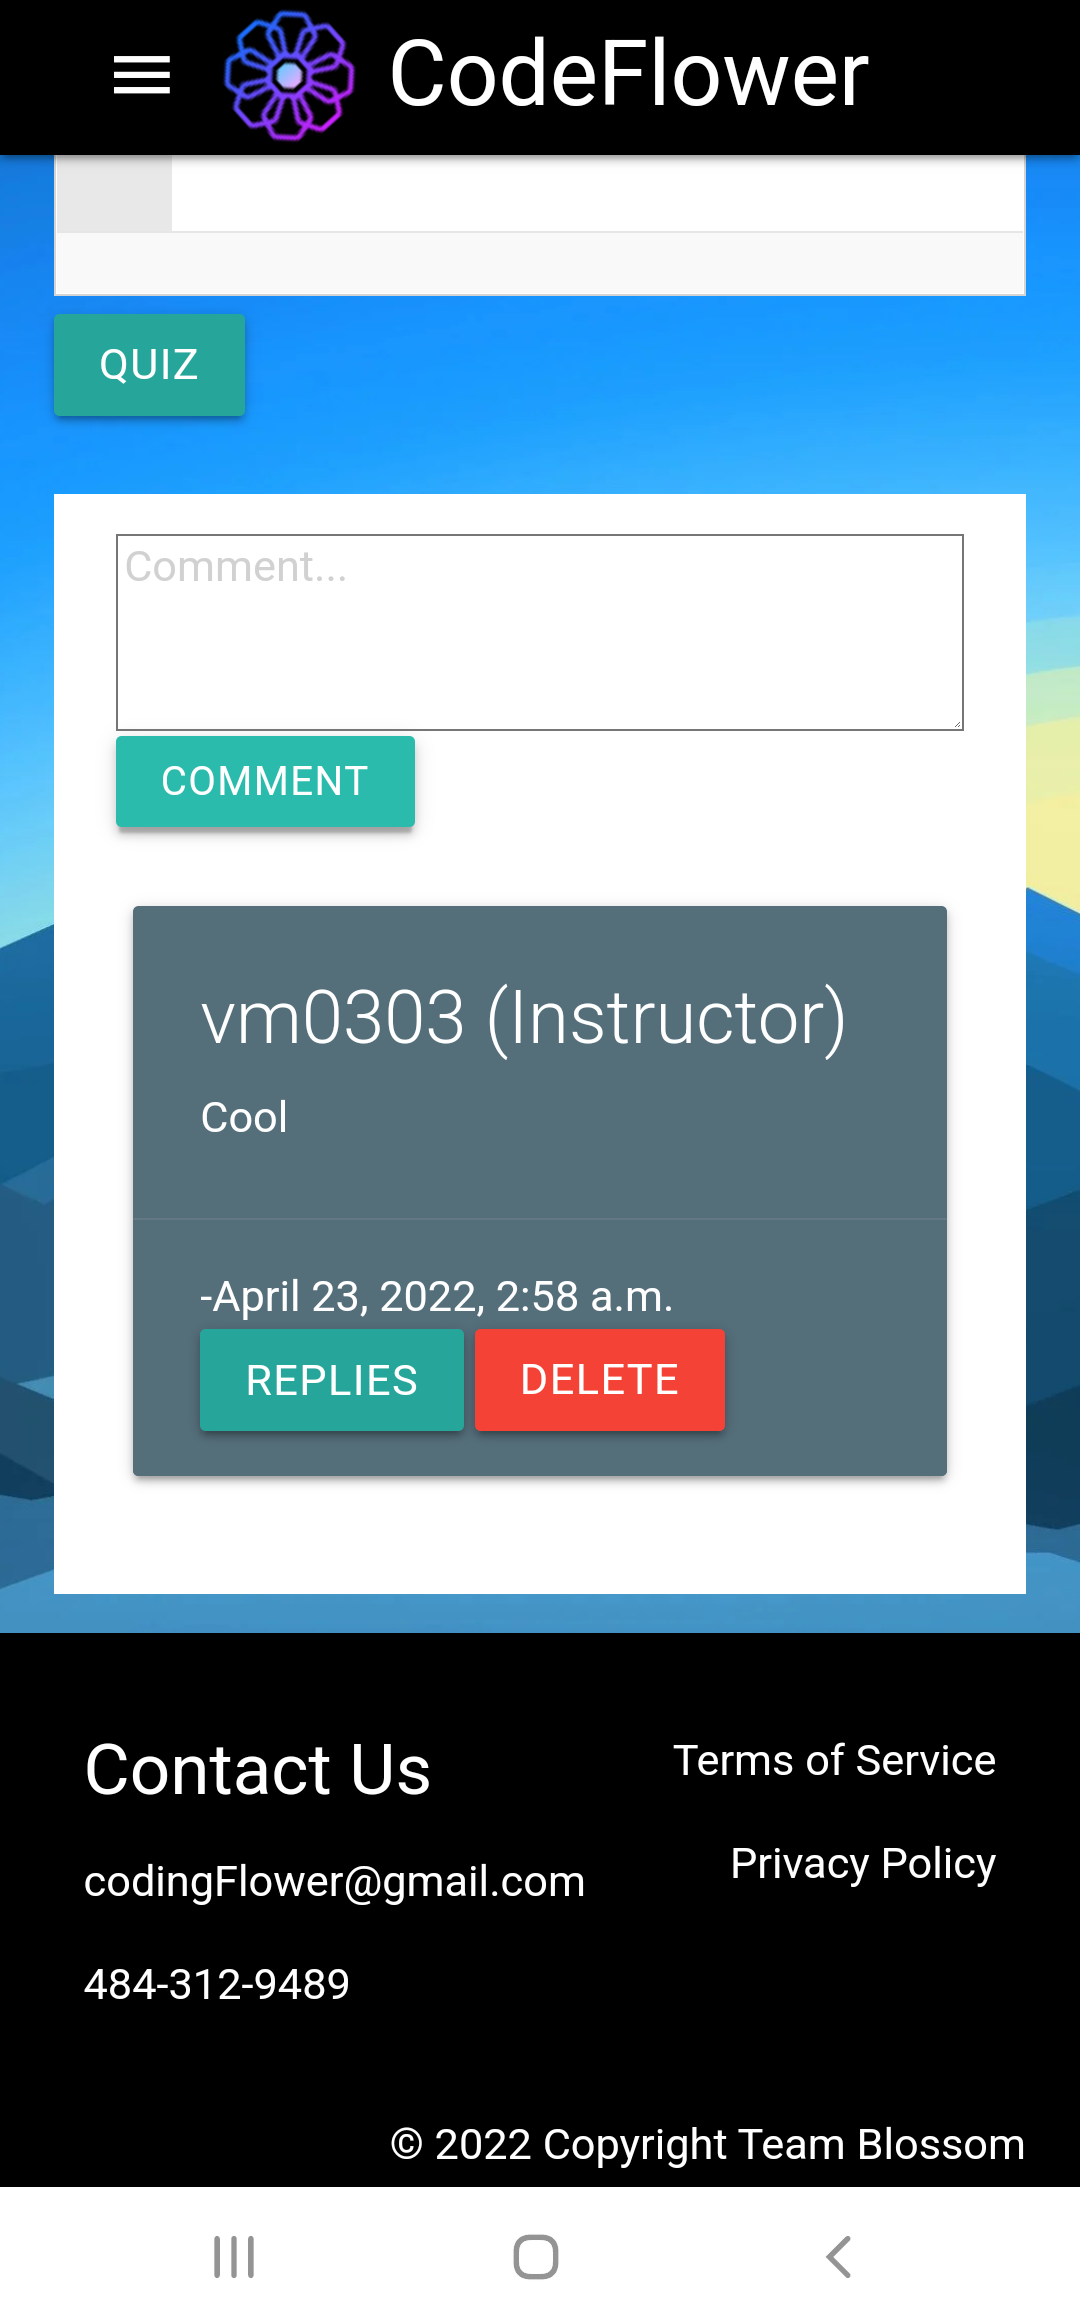 CodeFlower
QUIZ
Comment...
COMMENT
vm0303 (Instructor)
Cool
-April 23, 2022, 2:58 a.m.
REPLIES DELETE
Contact Us
codingFlower@gmail.com
484-312-9489
Terms of Service
Privacy Policy
© 2022 Copyright Team Blossom